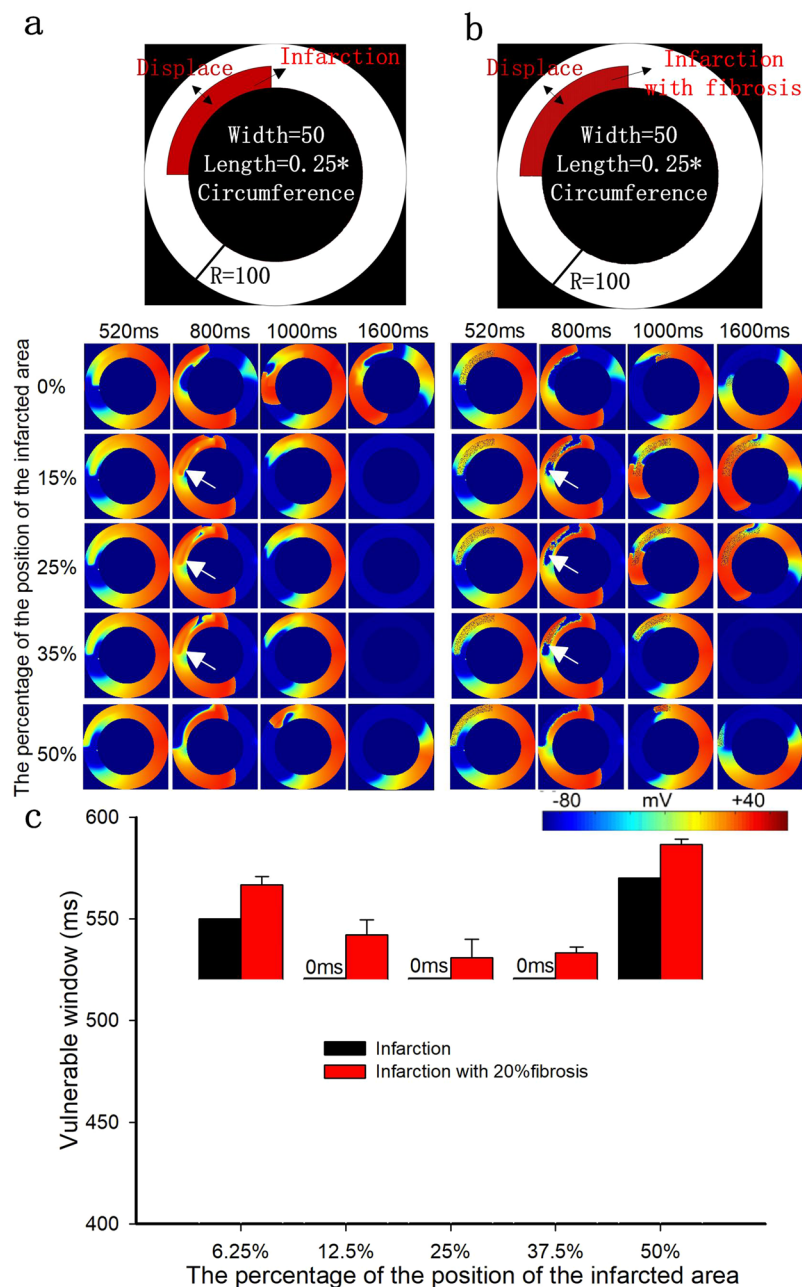 a
Displace
Infarction
Width=50
Length=0.25*
Circumference
R=100
b
Displace
Infarction
with fibrosis
Width=50
Length=0.25*
Circumference
R=100
The percentage of the position of the infarcted area
520ms 800ms 1000ms 1600ms
520ms 800ms 1000ms 1600ms
0%
15%
25%
35%
50%
-80 mV +40
c
Vulnerable window (ms)
600
550
500
450
400
0ms 0ms 0ms
Infarction
Infarction with 20%fibrosis
6.25% 12.5% 25% 37.5% 50%
The percentage of the position of the infarcted area